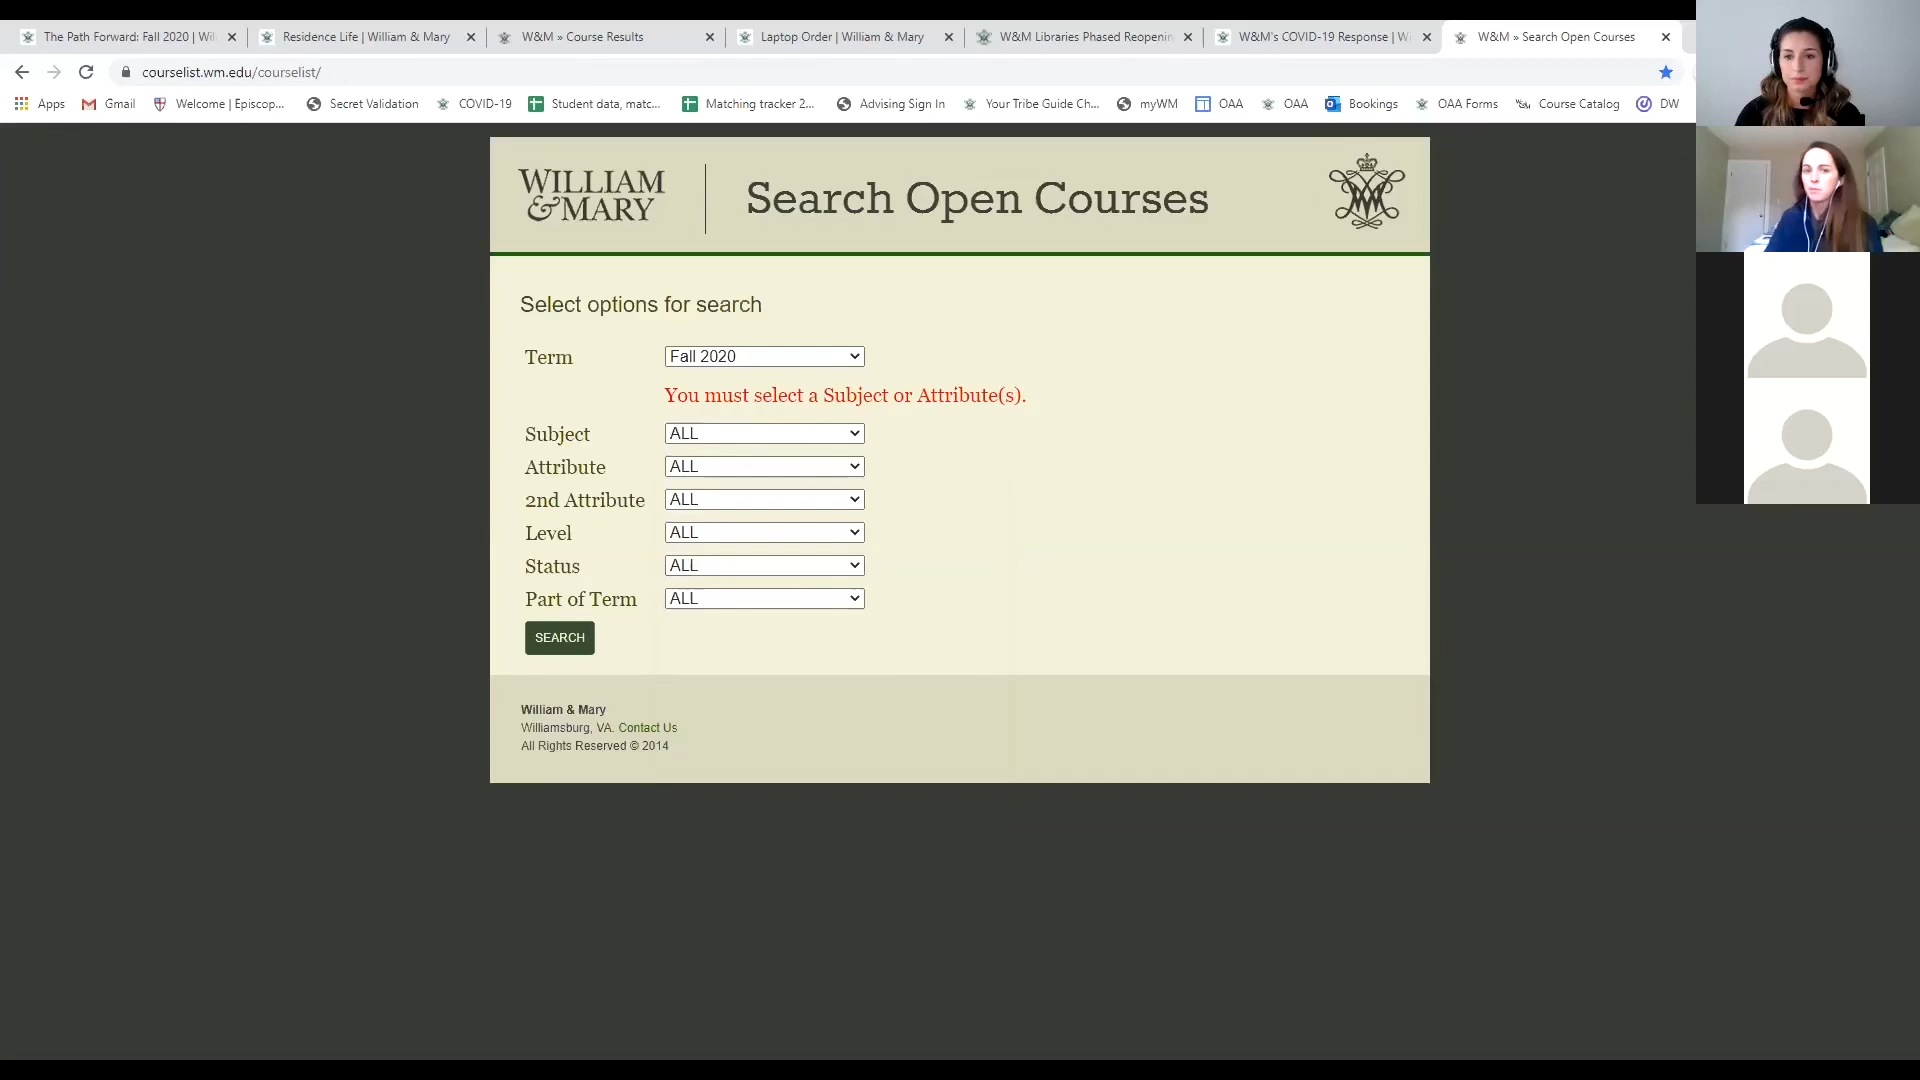 The Path Forward: Fall 2020 | Wil
Residence Life | William & Mary
W&M » Course Results
Laptop Order | William & Mary
W&M Libraries Phased Reopenin
W&M's COVID-19 Response | W
W&M » Search Open Courses
courselist.wm.edu/courselist/
Apps
Gmail
Welcome | Episcop...
Secret Validation
COVID-19
Student data, matc...
Matching tracker 2...
Advising Sign In
Your Tribe Guide Ch...
myWM
OAA
OAA
Bookings
OAA Forms
Course Catalog
DW
WILLIAM
& MARY
Search Open Courses
Select options for search
Term Fall 2020
You must select a Subject or Attribute(s).
Subject ALL
Attribute ALL
2nd Attribute ALL
Level ALL
Status ALL
Part of Term ALL
SEARCH
William & Mary
Williamsburg, VA. Contact Us
All Rights Reserved © 2014